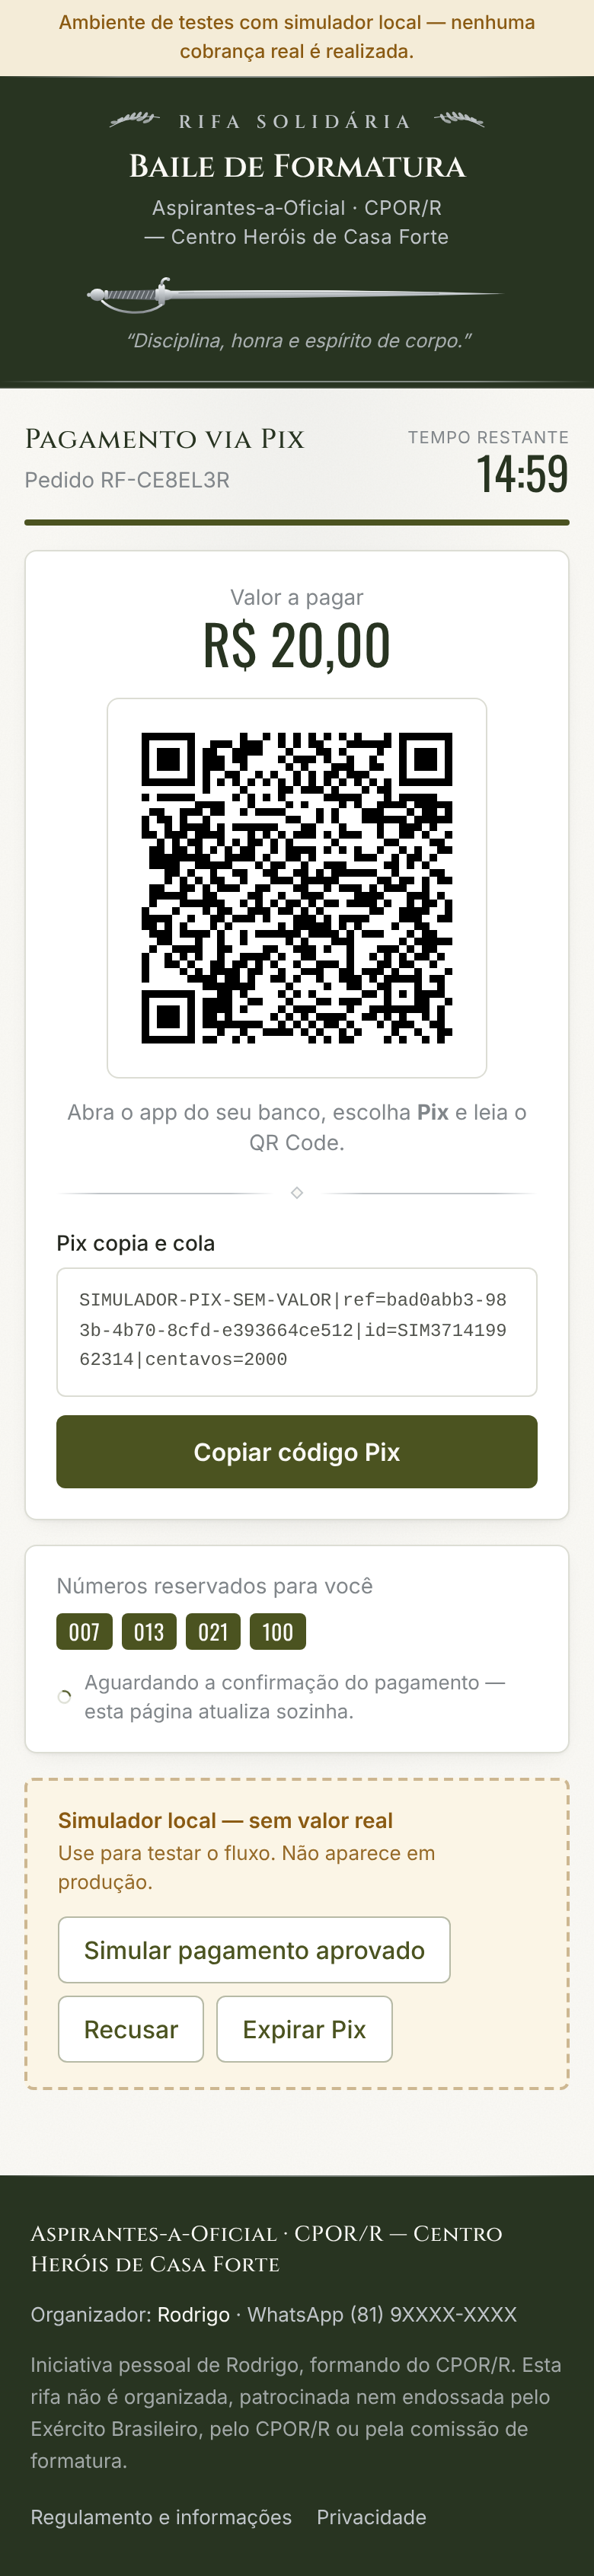 Ambiente de testes com simulador local — nenhuma
cobrança real é realizada.
RIFA SOLIDÁRIA
Baile de Formatura
Aspirantes-a-Oficial · CPOR/R
— Centro Heróis de Casa Forte
“Disciplina, honra e espírito de corpo.”
Pagamento via Pix
Pedido RF-CE8EL3R
TEMPO RESTANTE
14:59
Valor a pagar
R$ 20,00
Abra o app do seu banco, escolha Pix e leia o
QR Code.
Pix copia e cola
SIMULADOR-PIX-SEM-VALOR|ref=bad0abb3-98
3b-4b70-8cfd-e393664ce512|id=SIM3714199
62314|centavos=2000
Copiar código Pix
Números reservados para você
007 013 021 100
Aguardando a confirmação do pagamento —
esta página atualiza sozinha.
Simulador local — sem valor real
Use para testar o fluxo. Não aparece em
produção.
Simular pagamento aprovado
Recusar Expirar Pix
Aspirantes-a-Oficial · CPOR/R — Centro
Heróis de Casa Forte
Organizador: Rodrigo · WhatsApp (81) 9XXXX-XXXX
Iniciativa pessoal de Rodrigo, formando do CPOR/R. Esta
rifa não é organizada, patrocinada nem endossada pelo
Exército Brasileiro, pelo CPOR/R ou pela comissão de
formatura.
Regulamento e informações Privacidade